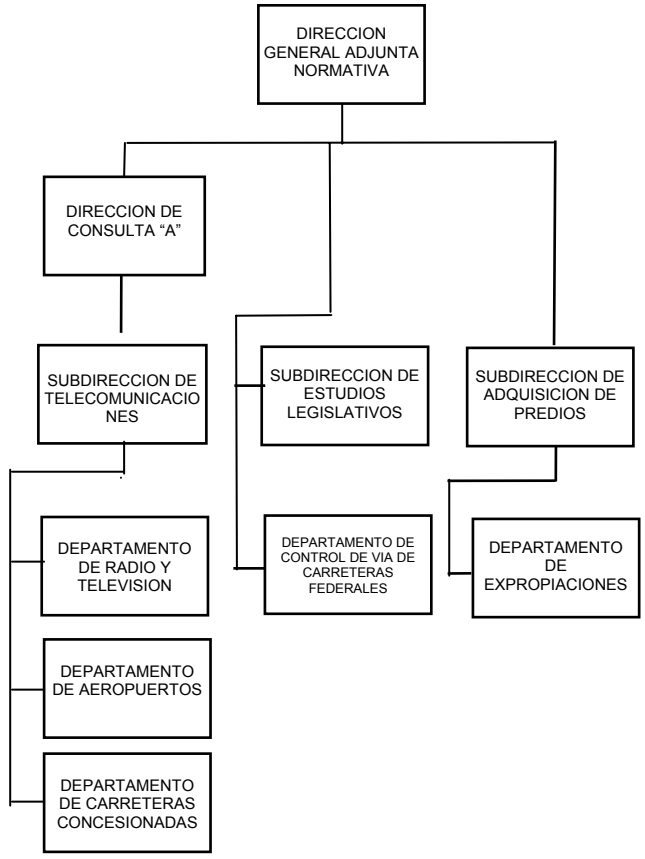 DIRECCION
GENERAL ADJUNTA
NORMATIVA
DIRECCION DE
CONSULTA “A”
SUBDIRECCION DE
TELECOMUNICACIO
NES
SUBDIRECCION DE
ESTUDIOS
LEGISLATIVOS
SUBDIRECCION DE
ADQUISICION DE
PREDIOS
DEPARTAMENTO
DE RADIO Y
TELEVISION
DEPARTAMENTO DE
CONTROL DE VIA DE
CARRETERAS
FEDERALES
DEPARTAMENTO
DE
EXPROPIACIONES
DEPARTAMENTO
DE AEROPUERTOS
DEPARTAMENTO
DE CARRETERAS
CONCESIONADAS